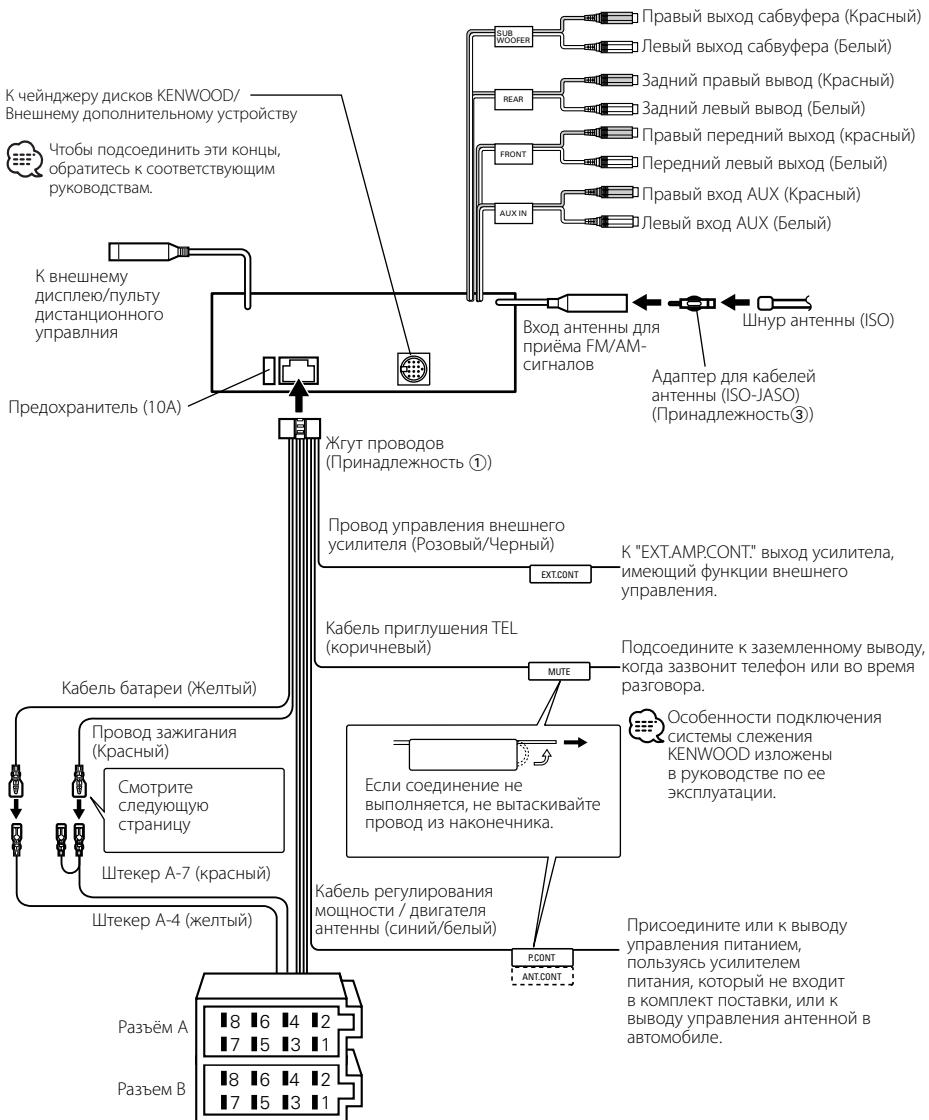 SUB
WOOFER
Правый выход сабвуфера (Красный)
Левый выход сабвуфера (Белый)
К чейнджеру дисков KENWOOD/
Внешнему дополнительному устройству
REAR
Задний правый вывод (Красный)
Задний левый вывод (Белый)
Чтобы подсоединить эти концы,
обратитесь к соответствующим
руководствам.
FRONT
Правый передний выход (красный)
Передний левый выход (Белый)
AUX IN
Правый вход AUX (Красный)
Левый вход AUX (Белый)
К внешнему
дисплею/пульту
дистанционого
управлния
Вход антенны для
приёма FM/AM-
сигналов
Шнур антенны (ISO)
Адаптер для кабелей
антенны (ISO-JASO)
(Принадлежность③)
Предохранитель (10A)
Жгут проводов
(Принадлежность ①)
Провод управления внешнего
усилителя (Розовый/Черный)
EXT.CONT
К "EXT.AMP.CONT." выход усилитела,
имеющий функции внешнего
управления.
Кабель приглушения TEL
(коричневый)
MUTE
Подсоедините к заземленному выводу,
когда зазвонит телефон или во время
разговора.
Кабель батареи (Желтый)
Провод зажигания
(Красный)
Смотрите
следующую
страницу
Особенности подключения
системы слежения
KENWOOD изложены
в руководстве по ее
эксплуатации.
Если соединение не
выполняется, не вытаскивайте
провод из наконечника.
Штекер A-7 (красный)
Штекер A-4 (желтый)
Кабель регулирования
мощности / двигателя
антенны (синий/белый)
P.CONT
ANT.CONT
Присоедините или к выводу
управления питанием,
пользуясь усилителем
питания, который не входит
в комплект поставки, или к
выводу управления антенной в
автомобиле.
Разъём A
8 6 4 2
7 5 3 1
Разъем B
8 6 4 2
7 5 3 1